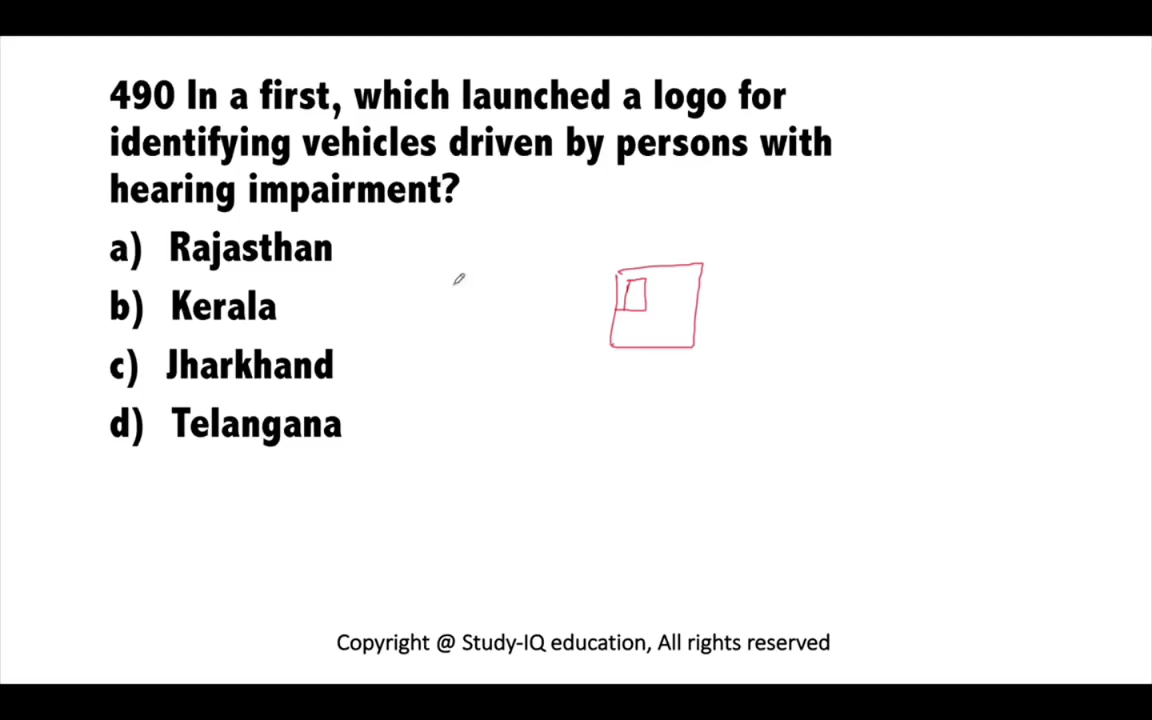 490 In a first, which launched a logo for
identifying vehicles driven by persons with
hearing impairment?
a) Rajasthan
b) Kerala
c) Jharkhand
d) Telangana
Copyright @ Study-IQ education, All rights reserved